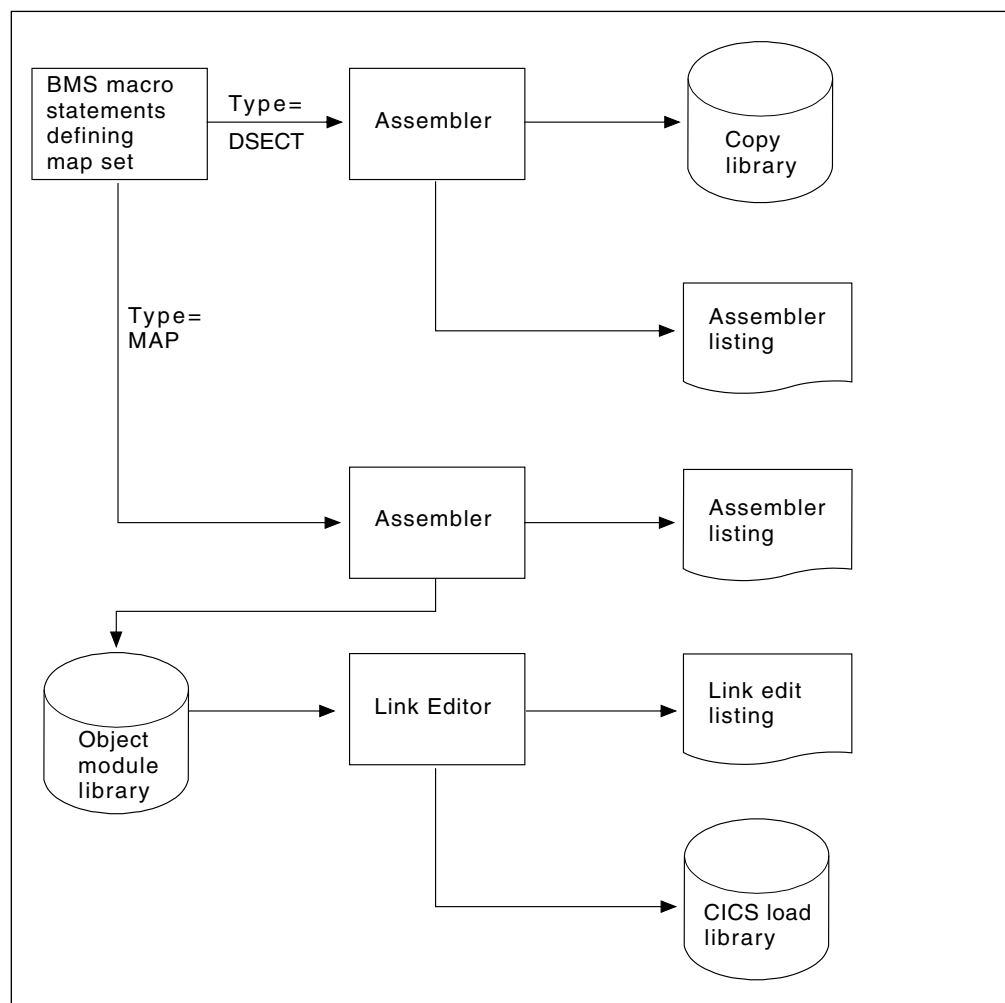 BMS macro
statements
defining
map set
Type=
DSECT
Assembler
Copy
library
Type=
MAP
Assembler
listing
Assembler
Assembler
listing
Object
module
library
Link Editor
Link edit
listing
CICS load
library